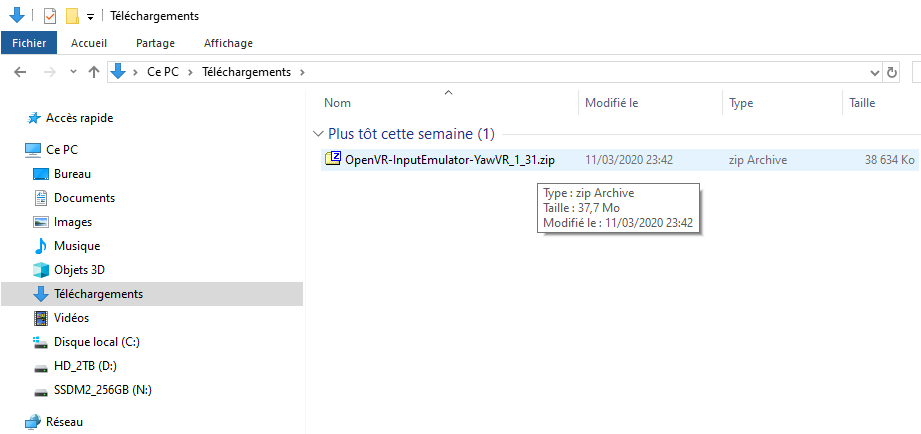 Téléchargements
Fichier Accueil Partage Affichage
Ce PC Téléchargements
Nom Modifié le Type Taille
Plus tôt cette semaine (1)
OpenVR-InputEmulator-YawVR_1_31.zip 11/03/2020 23:42 zip Archive 38 634 Ko
Type : zip Archive
Taille : 37,7 Mo
Modifié le : 11/03/2020 23:42
Accès rapide
Ce PC
Bureau
Documents
Images
Musique
Objets 3D
Téléchargements
Vidéos
Disque local (C:)
HD_2TB (D:)
SSDM2_256GB (N:)
Réseau